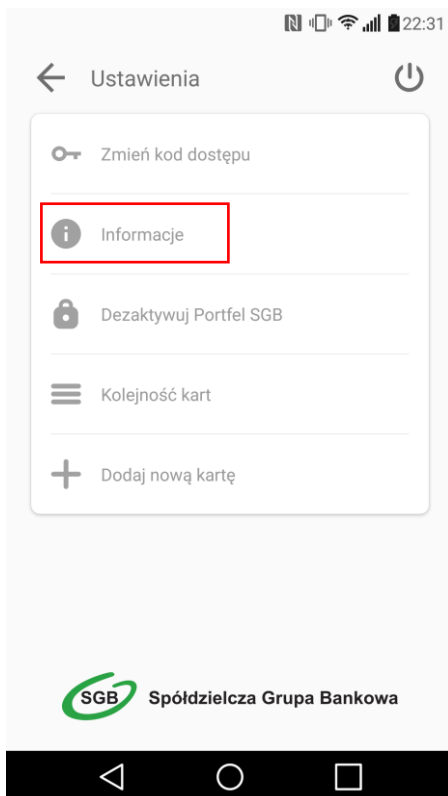 22:31
Ustawienia
Zmień kod dostępu
Informacje
Dezaktywuj Portfel SGB
Kolejność kart
Dodaj nową kartę
SGB Spółdzielcza Grupa Bankowa